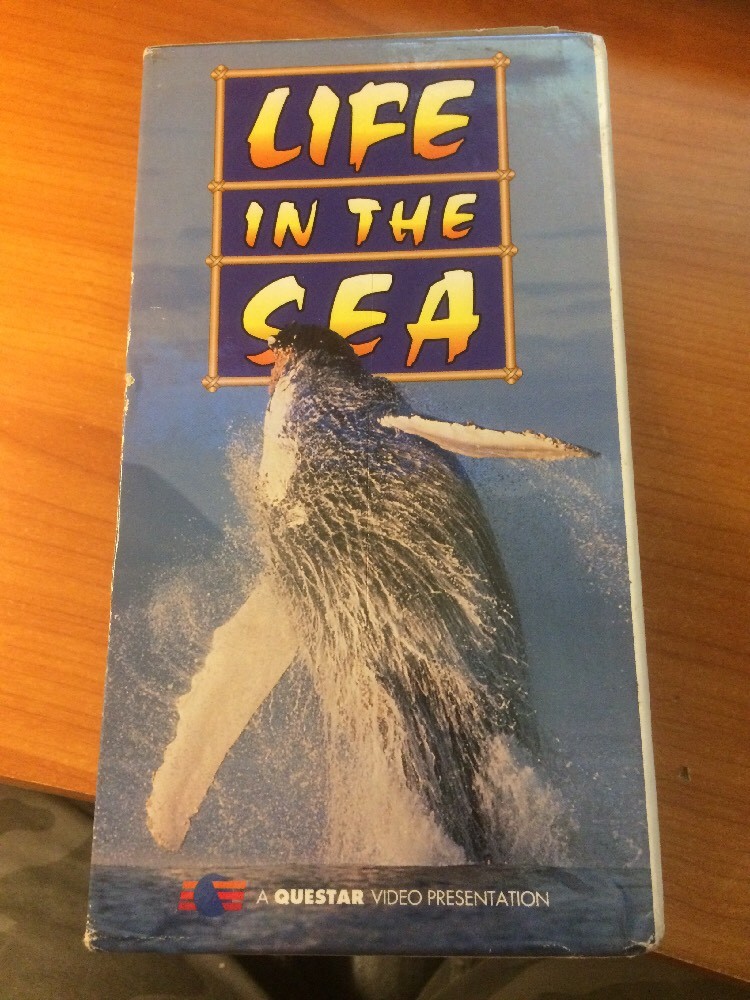 LIFE
IN THE
SEA
A QUESTAR VIDEO PRESENTATION